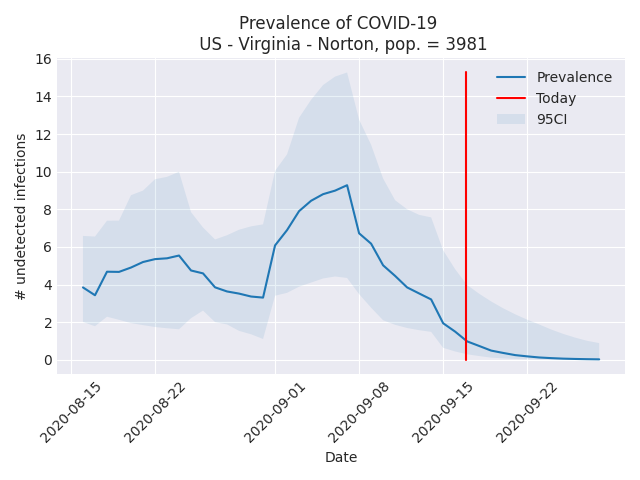 Prevalence of COVID-19
US - Virginia - Norton, pop. = 3981
# undetected infections
16
14
12
10
8
6
4
2
0
Prevalence
Today
95CI
2020-08-15
2020-08-22
2020-09-01
2020-09-08
2020-09-15
2020-09-22
Date